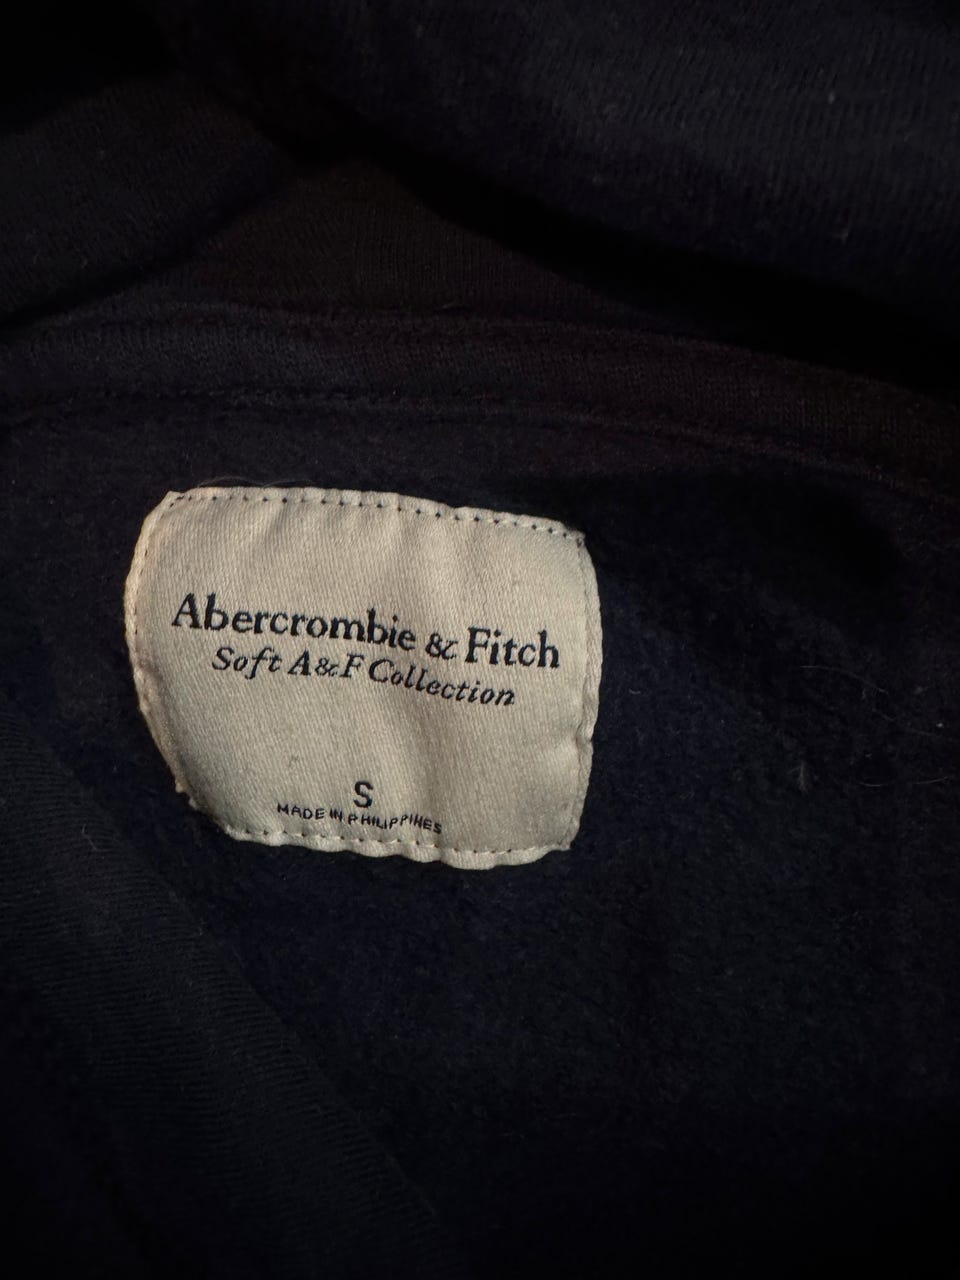 Abercrombie & Fitch
Soft A&F Collection
S
MADE IN PHILIPPINES